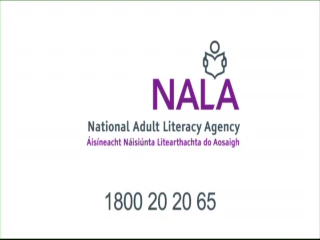 NALA
National Adult Literacy Agency
Áisíneacht Náisiúnta Litearthachta do Aosaigh
1800 20 20 65